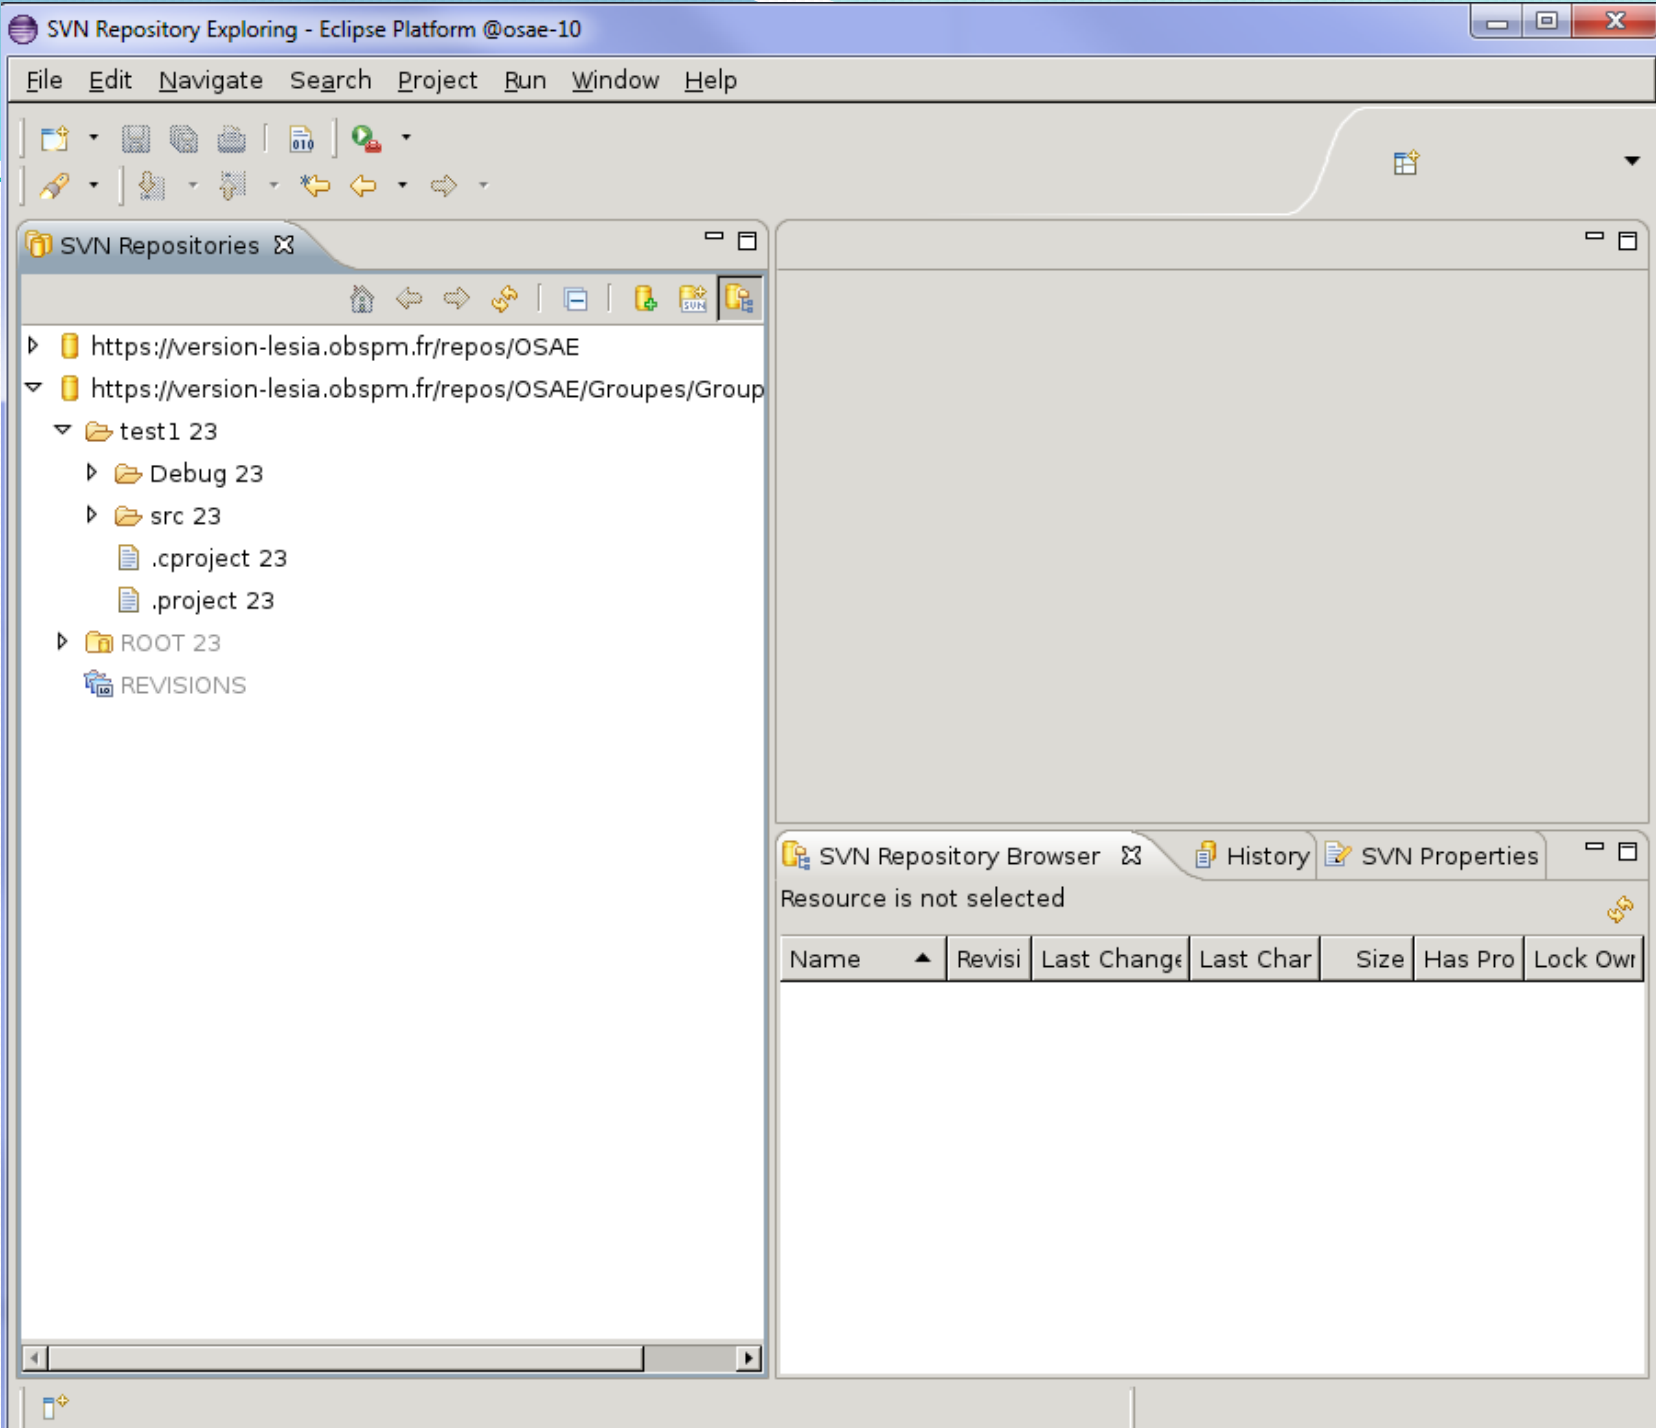 SVN Repository Exploring - Eclipse Platform @osae-10
File Edit Navigate Search Project Run Window Help
010
SVN Repositories
SVN
https://version-lesia.obspm.fr/repos/OSAE
https://version-lesia.obspm.fr/repos/OSAE/Groupes/Group
test1 23
Debug 23
src 23
.cproject 23
.project 23
ROOT 23
REVISIONS
SVN Repository Browser History SVN Properties
Resource is not selected
Name Revisi Last Change Last Char Size Has Pro Lock Owr